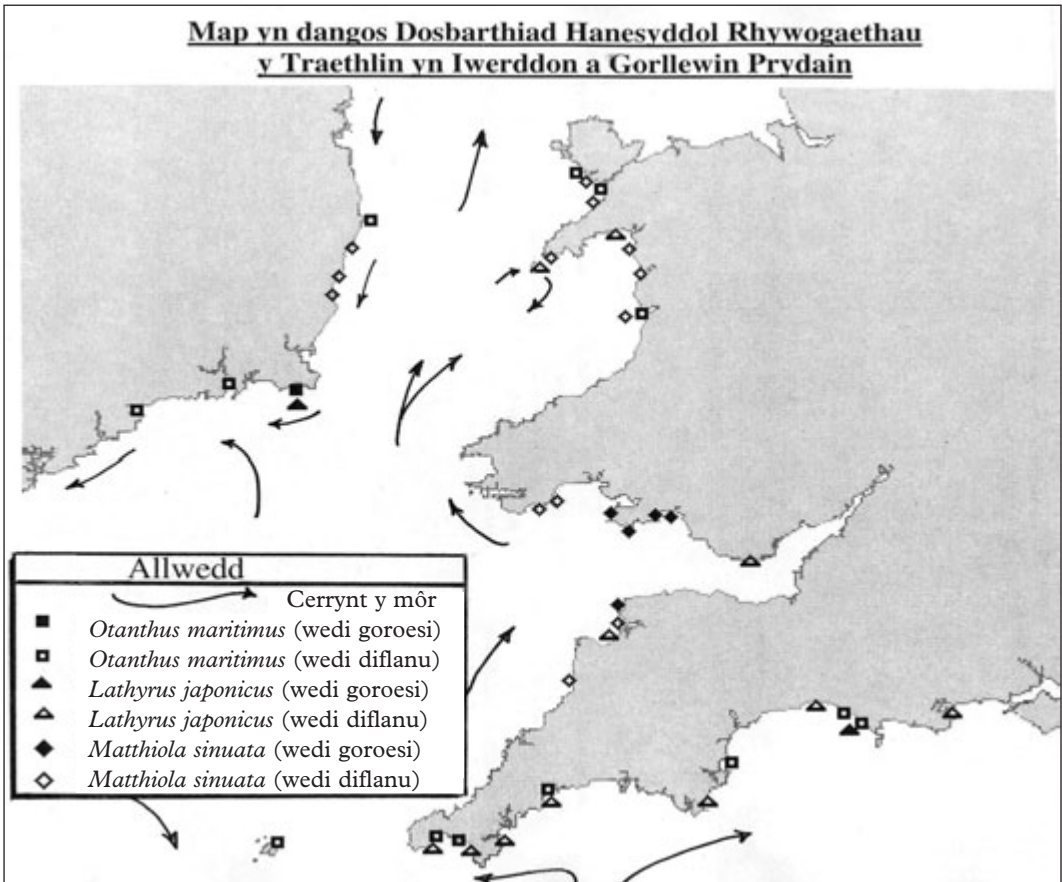 Map yn dangos Dosbarthiad Hanesyddol Rhywogaethau
y Traethlin yn Iwerddon a Gorllewin Prydain
Allwedd
Cerrynt y môr
Otanthus maritimus (wedi goroesi)
Otanthus maritimus (wedi diflanu)
Lathyrus japonicus (wedi goroesi)
Lathyrus japonicus (wedi diflanu)
Matthiola sinuata (wedi goroesi)
Matthiola sinuata (wedi diflanu)